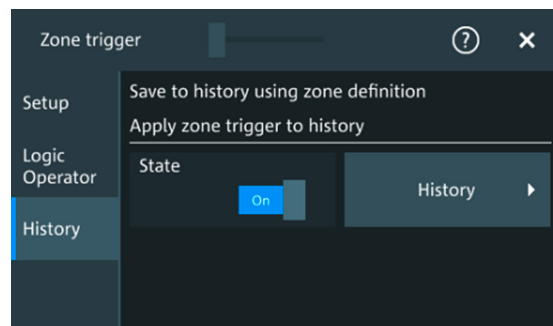 Zone trigger
?
Setup
Save to history using zone definition
Apply zone trigger to history
Logic
Operator
State
On
History
History